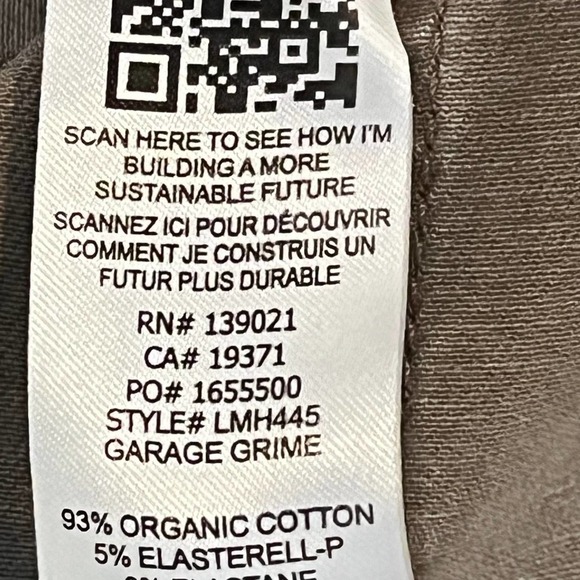 SCAN HERE TO SEE HOW I'M
BUILDING A MORE
SUSTAINABLE FUTURE
SCANNEZ ICI POUR DÉCOUVRIR
COMMENT JE CONSTRUIS UN
FUTUR PLUS DURABLE
RN# 139021
CA# 19371
PO# 1655500
STYLE# LMH445
GARAGE GRIME
93% ORGANIC COTTON
5% ELASTERELL-P
ELASTANE